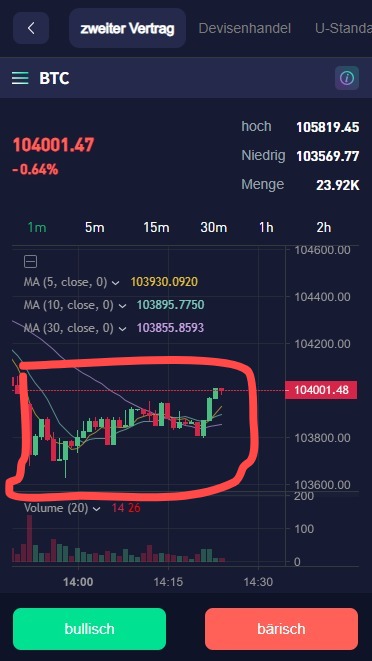 zweiter Vertrag Devisenhandel U-Standa
BTC
104001.47
-0.64%
hoch 105819.45
Niedrig 103569.77
Menge 23.92K
1m 5m 15m 30m 1h 2h
104600.00
MA (5, close, 0) 103930.0920
104400.00
MA (10, close, 0) 103895.7750
MA (30, close, 0) 103855.8593
104200.00
104001.48
103800.00
103600.00
Volume (20) 14 26
200
100
0
14:00 14:15 14:30
bullisch bärisch